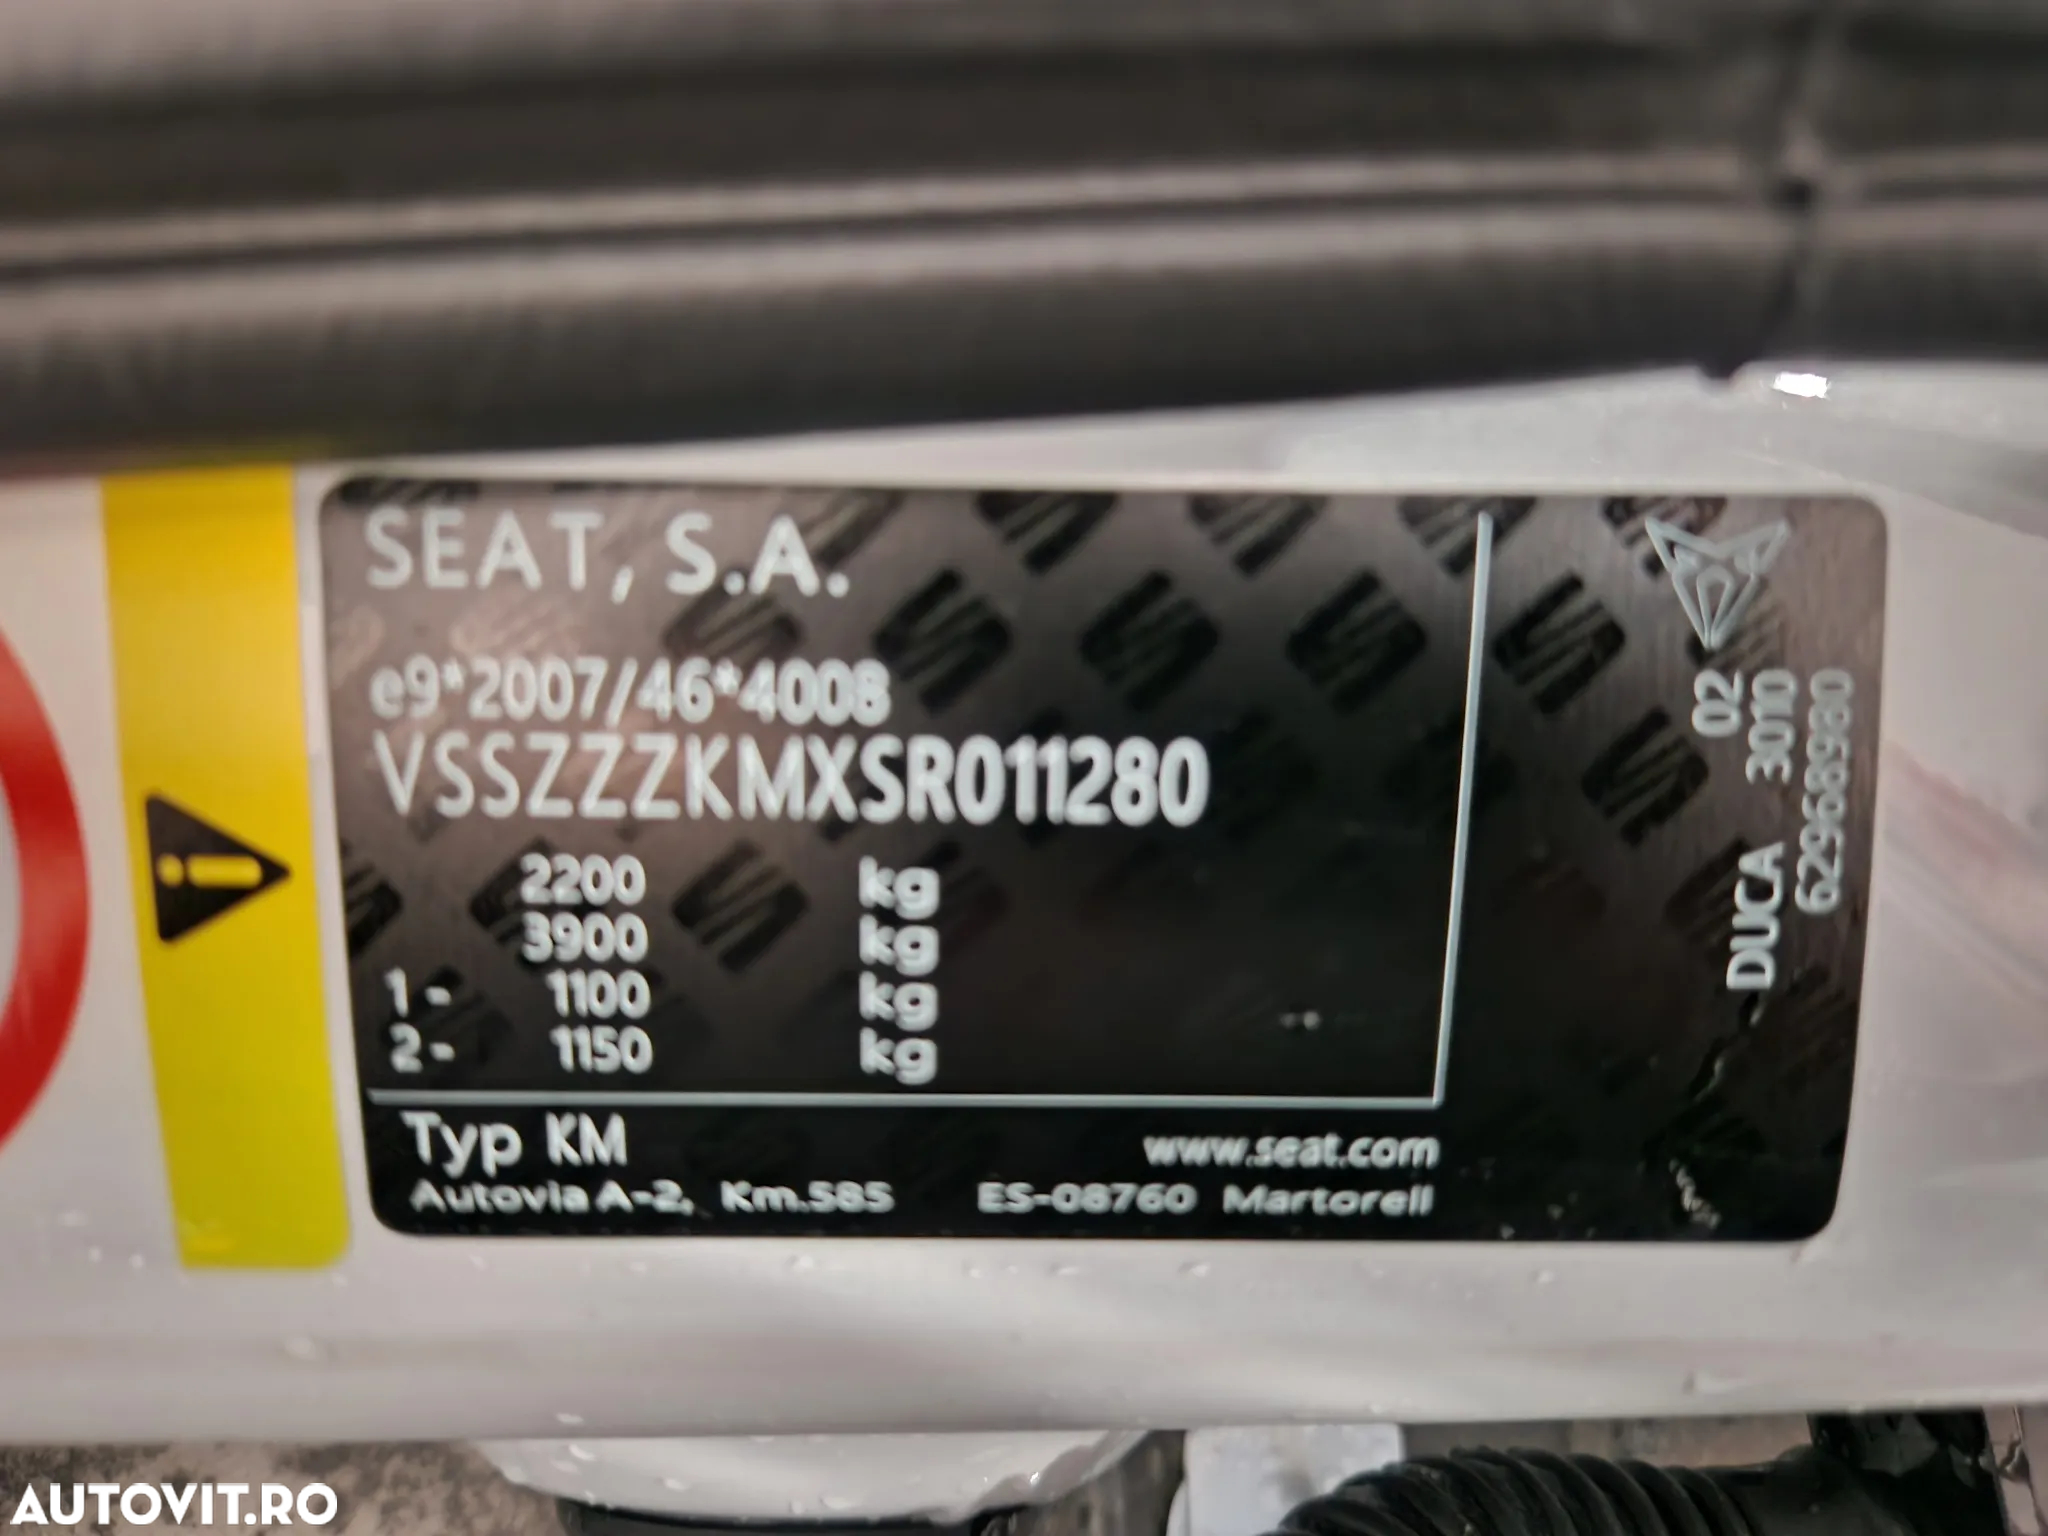 SEAT, S.A.
e9*2007/46*4008
VSSZZZKMXSR011280
2200 kg
3900 kg
1- 1100 kg
2- 1150 kg
Typ KM
www.seat.com
Autovia A-2, Km.585 ES-08760 Martorell
02
DUCA 3010
62968980
AUTOVIT.RO